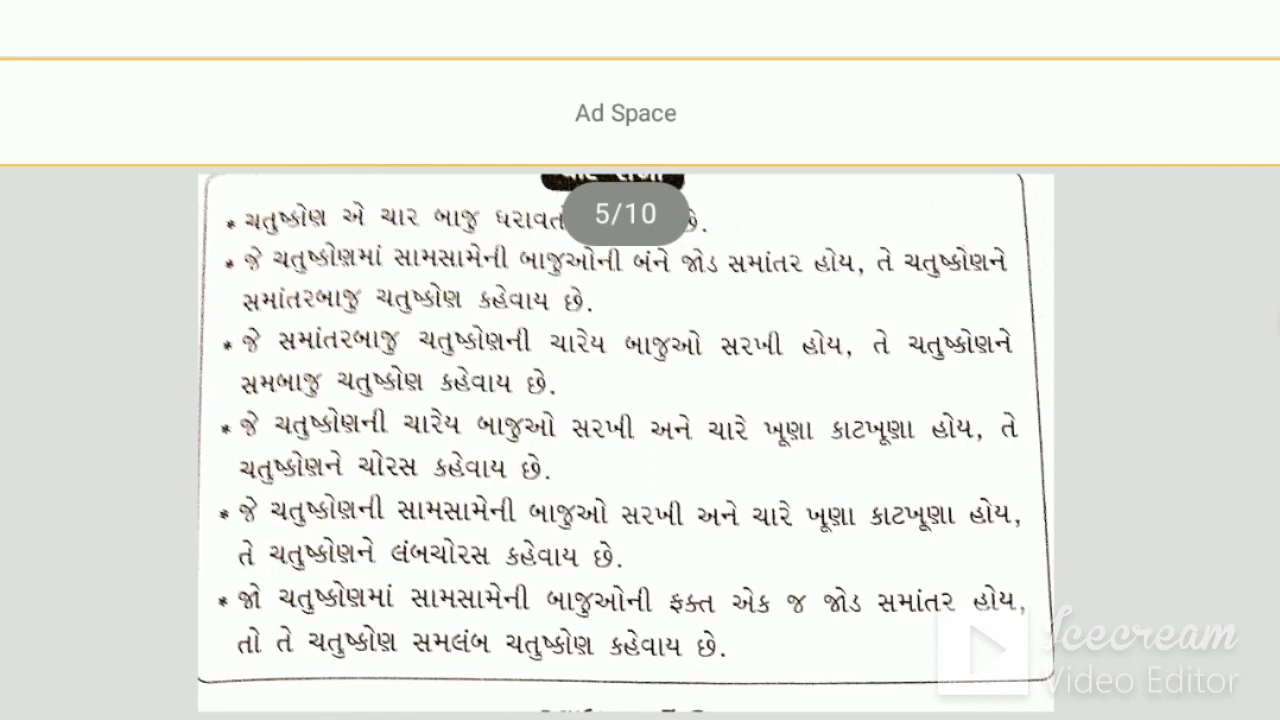 Ad Space
* ચતુષ્કોણ એ ચાર બાજુ ધરાવત છે.
5/10
* જે ચતુષ્કોણમાં સામસામેની બાજુઓની બંને જોડ સમાંતર હોય, તે ચતુષ્કોણને
સમાંતરબાજુ ચતુષ્કોણ કહેવાય છે.
* જે સમાંતરબાજુ ચતુષ્કોણની ચારેય બાજુઓ સરખી હોય, તે ચતુષ્કોણને
સમબાજુ ચતુષ્કોણ કહેવાય છે.
* જે ચતુષ્કોણની ચારેય બાજુઓ સરખી અને ચારે ખૂણા કાટખૂણા હોય, તે
ચતુષ્કોણને ચોરસ કહેવાય છે.
* જે ચતુષ્કોણની સામસામેની બાજુઓ સરખી અને ચારે ખૂણા કાટખૂણા હોય,
તે ચતુષ્કોણને લંબચોરસ કહેવાય છે.
* જો ચતુષ્કોણમાં સામસામેની બાજુઓની ફક્ત એક જ જોડ સમાંતર હોય,
તો તે ચતુષ્કોણ સમલંબ ચતુષ્કોણ કહેવાય છે.
Icecream
Video Editor